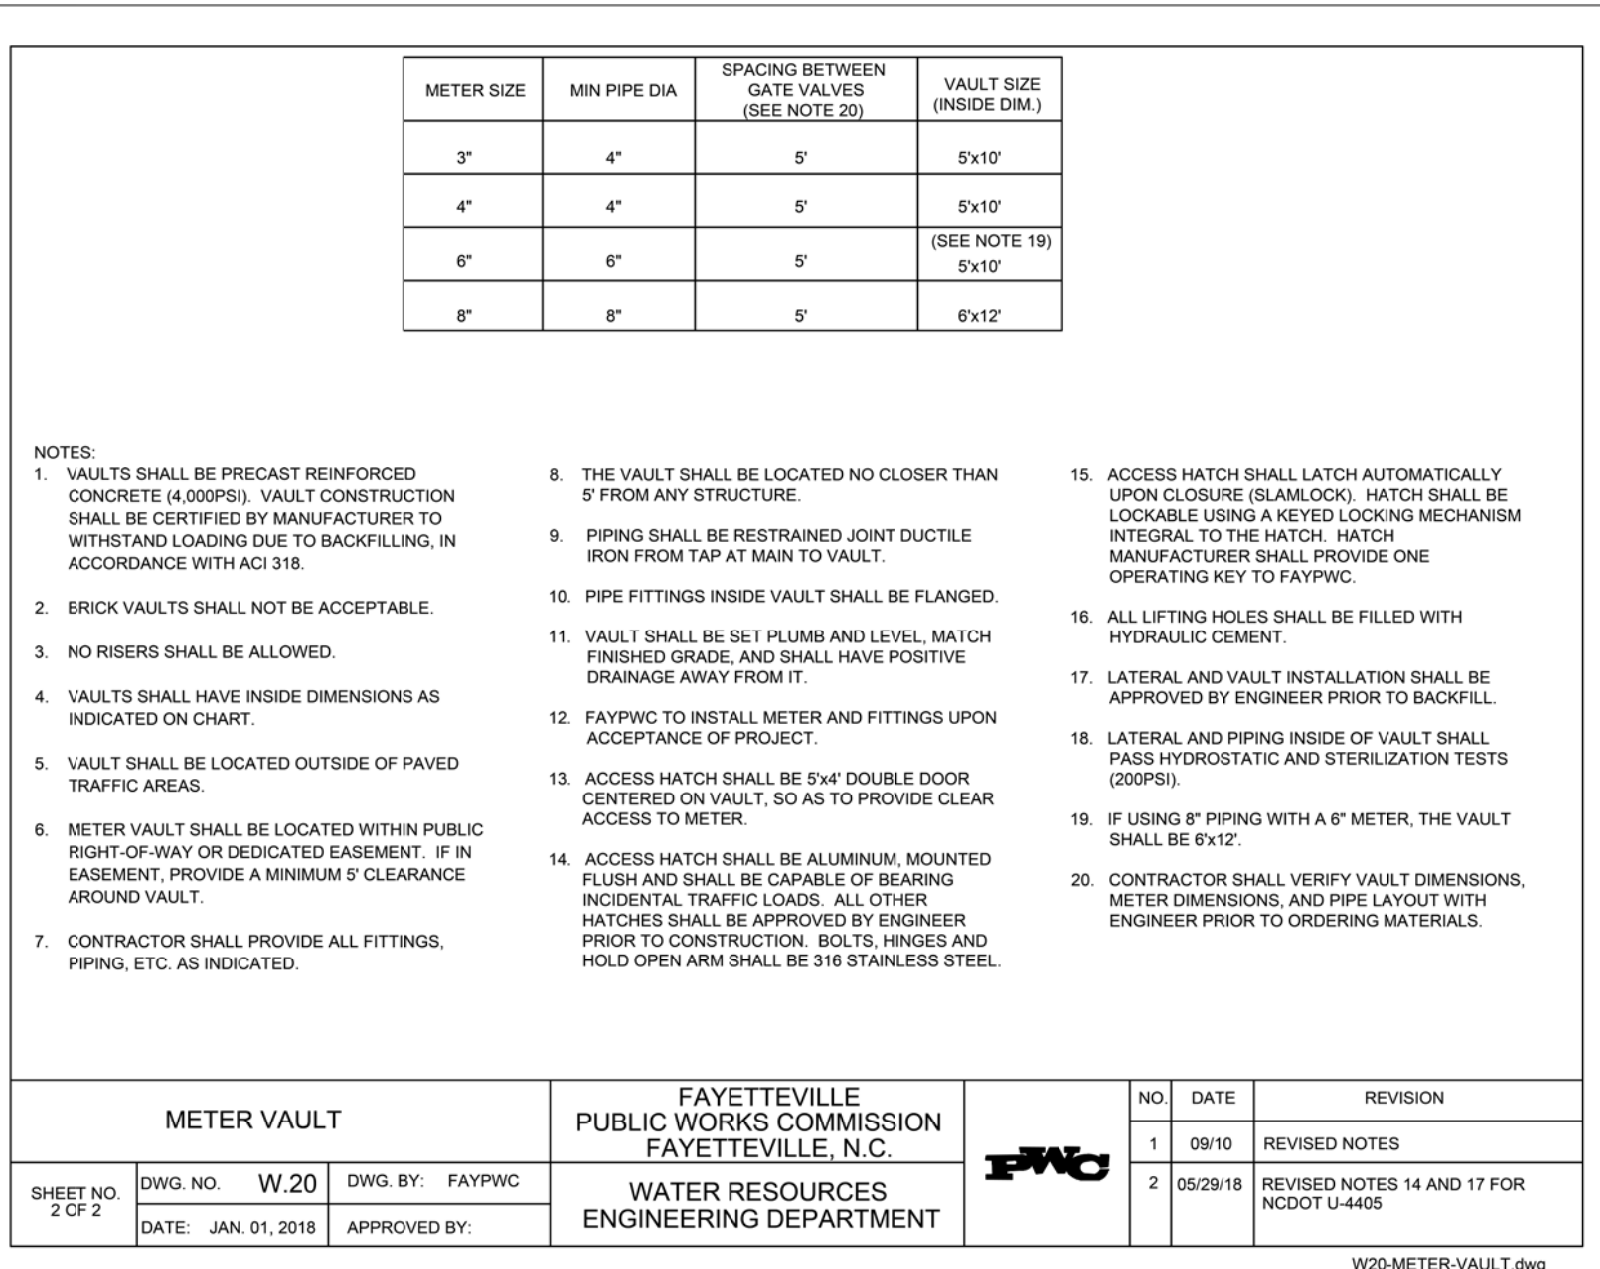 METER SIZE
MIN PIPE DIA
SPACING BETWEEN
GATE VALVES
(SEE NOTE 20)
VAULT SIZE
(INSIDE DIM.)
3"
4"
5'
5'x10'
4"
4"
5'
5'x10'
6"
6"
5'
(SEE NOTE 19)
5'x10'
8"
8"
5'
6'x12'
NOTES:
1. VAULTS SHALL BE PRECAST REINFORCED
CONCRETE (4,000PSI). VAULT CONSTRUCTION
SHALL BE CERTIFIED BY MANUFACTURER TO
WITHSTAND LOADING DUE TO BACKFILLING, IN
ACCORDANCE WITH ACI 318.
2. BRICK VAULTS SHALL NOT BE ACCEPTABLE.
3. NO RISERS SHALL BE ALLOWED.
4. VAULTS SHALL HAVE INSIDE DIMENSIONS AS
INDICATED ON CHART.
5. VAULT SHALL BE LOCATED OUTSIDE OF PAVED
TRAFFIC AREAS.
6. METER VAULT SHALL BE LOCATED WITHIN PUBLIC
RIGHT-OF-WAY OR DEDICATED EASEMENT. IF IN
EASEMENT, PROVIDE A MINIMUM 5' CLEARANCE
AROUND VAULT.
7. CONTRACTOR SHALL PROVIDE ALL FITTINGS,
PIPING, ETC. AS INDICATED.
8. THE VAULT SHALL BE LOCATED NO CLOSER THAN
5' FROM ANY STRUCTURE.
9. PIPING SHALL BE RESTRAINED JOINT DUCTILE
IRON FROM TAP AT MAIN TO VAULT.
10. PIPE FITTINGS INSIDE VAULT SHALL BE FLANGED.
11. VAULT SHALL BE SET PLUMB AND LEVEL, MATCH
FINISHED GRADE, AND SHALL HAVE POSITIVE
DRAINAGE AWAY FROM IT.
12. FAYPWC TO INSTALL METER AND FITTINGS UPON
ACCEPTANCE OF PROJECT.
13. ACCESS HATCH SHALL BE 5'x4' DOUBLE DOOR
CENTERED ON VAULT, SO AS TO PROVIDE CLEAR
ACCESS TO METER.
14. ACCESS HATCH SHALL BE ALUMINUM, MOUNTED
FLUSH AND SHALL BE CAPABLE OF BEARING
INCIDENTAL TRAFFIC LOADS. ALL OTHER
HATCHES SHALL BE APPROVED BY ENGINEER
PRIOR TO CONSTRUCTION. BOLTS, HINGES AND
HOLD OPEN ARM SHALL BE 316 STAINLESS STEEL.
15. ACCESS HATCH SHALL LATCH AUTOMATICALLY
UPON CLOSURE (SLAMLOCK). HATCH SHALL BE
LOCKABLE USING A KEYED LOCKING MECHANISM
INTEGRAL TO THE HATCH. HATCH
MANUFACTURER SHALL PROVIDE ONE
OPERATING KEY TO FAYPWC.
16. ALL LIFTING HOLES SHALL BE FILLED WITH
HYDRAULIC CEMENT.
17. LATERAL AND VAULT INSTALLATION SHALL BE
APPROVED BY ENGINEER PRIOR TO BACKFILL.
18. LATERAL AND PIPING INSIDE OF VAULT SHALL
PASS HYDROSTATIC AND STERILIZATION TESTS
(200PSI).
19. IF USING 8" PIPING WITH A 6" METER, THE VAULT
SHALL BE 6'x12'.
20. CONTRACTOR SHALL VERIFY VAULT DIMENSIONS,
METER DIMENSIONS, AND PIPE LAYOUT WITH
ENGINEER PRIOR TO ORDERING MATERIALS.
METER VAULT
SHEET NO.
2 OF 2
DWG. NO. W.20
DWG. BY: FAYPWC
DATE: JAN. 01, 2018
APPROVED BY:
FAYETTEVILLE
PUBLIC WORKS COMMISSION
FAYETTEVILLE, N.C.
WATER RESOURCES
ENGINEERING DEPARTMENT
PWC
NO. DATE REVISION
1 09/10 REVISED NOTES
2 05/29/18 REVISED NOTES 14 AND 17 FOR
NCDOT U-4405
W20-METER-VAULT.dwg